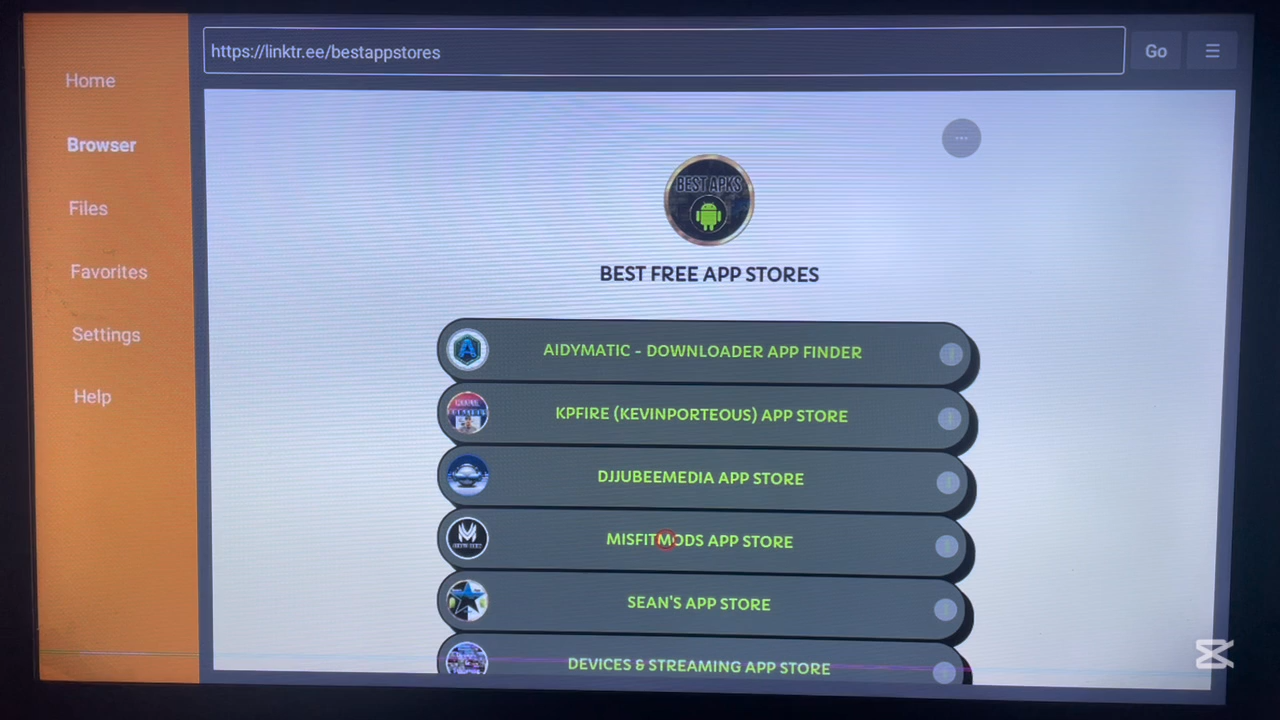 https://linktr.ee/bestappstores
Go
Home
Browser
Files
Favorites
Settings
Help
BEST APKS
BEST FREE APP STORES
AIDYMATIC - DOWNLOADER APP FINDER
KPFIRE (KEVINPORTEOUS) APP STORE
DJJUBEEMEDIA APP STORE
MISFITMODS APP STORE
SEAN'S APP STORE
DEVICES & STREAMING APP STORE